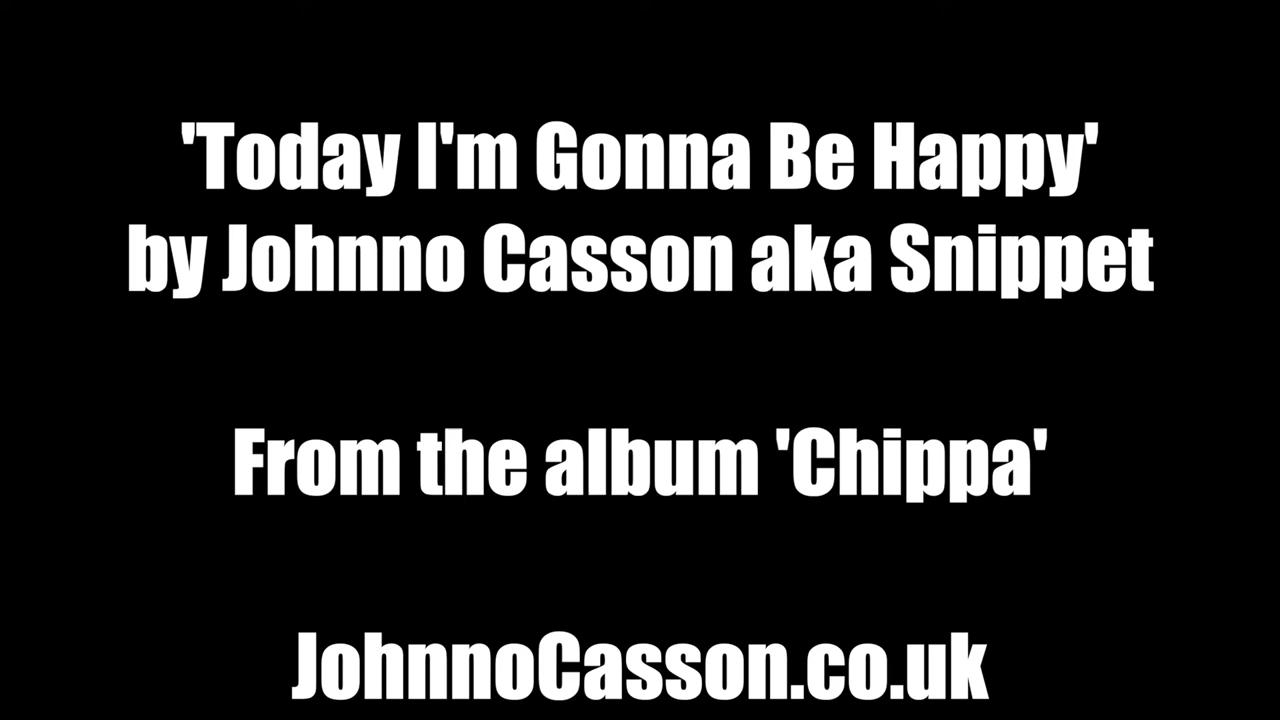 'Today I'm Gonna Be Happy'
by Johnno Casson aka Snippet
From the album 'Chippa'
JohnnoCasson.co.uk